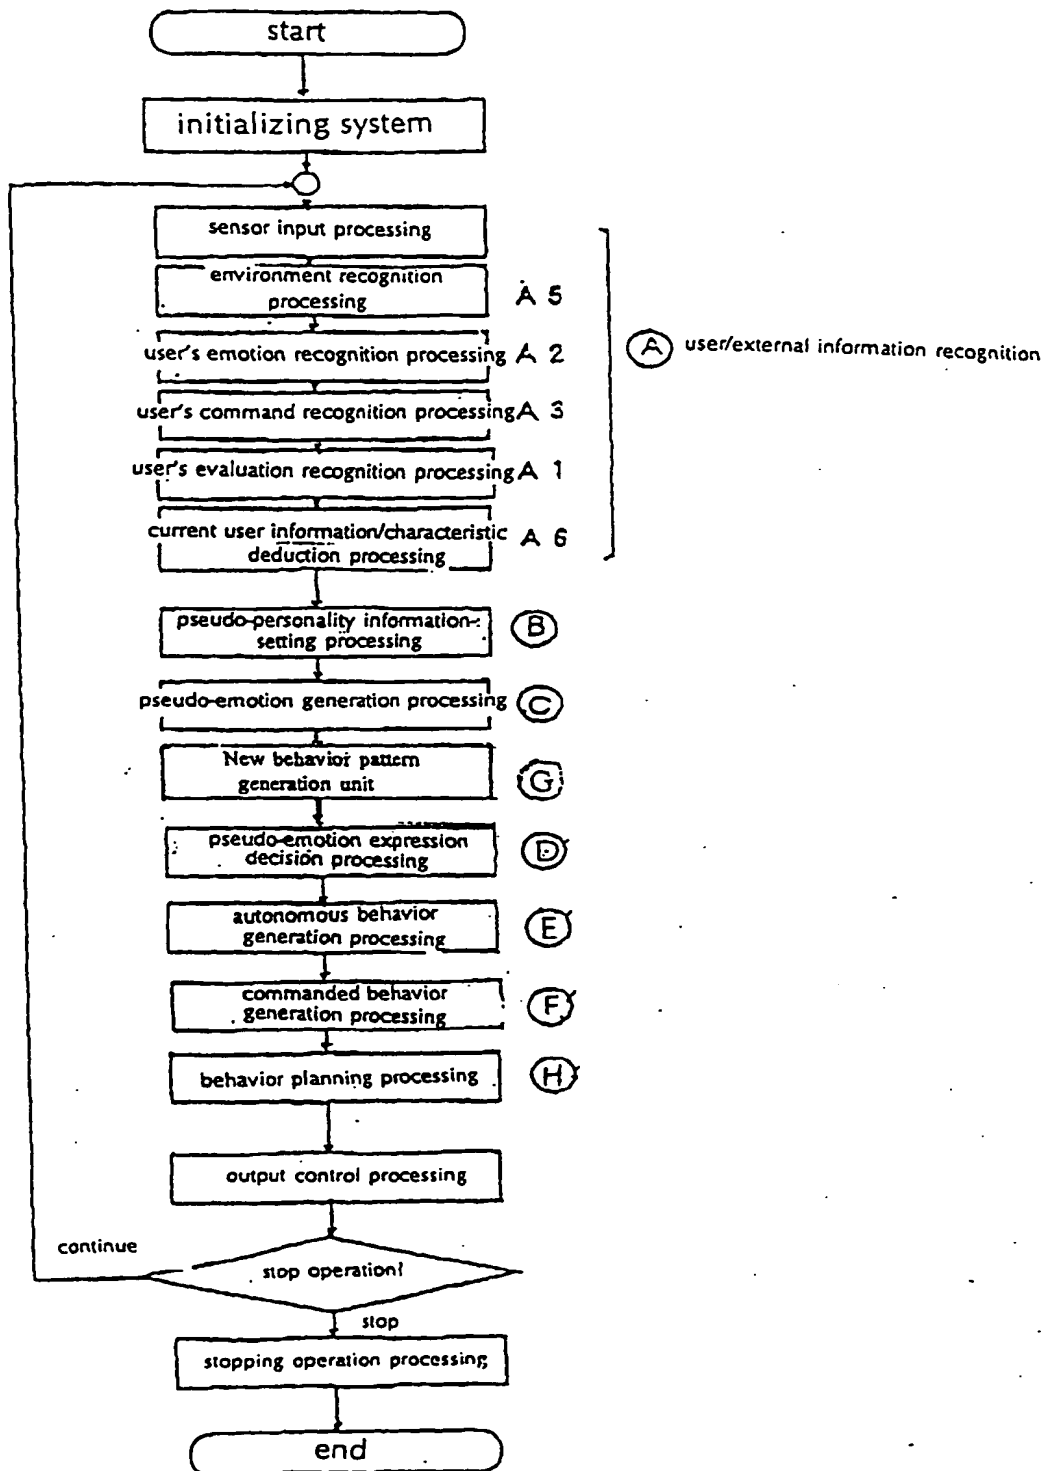 start
initializing system
sensor input processing
environment recognition
processing
A 5
user's emotion recognition processing A 2
A user/external information recognition
user's command recognition processing A 3
user's evaluation recognition processing A 1
current user information/characteristic
deduction processing
A 6
pseudo-personality information-
setting processing
B
pseudo-emotion generation processing C
New behavior pattern
generation unit
G
pseudo-emotion expression
decision processing
D
autonomous behavior
generation processing
E
commanded behavior
generation processing
F
behavior planning processing H
output control processing
continue
stop operation?
stop
stopping operation processing
end